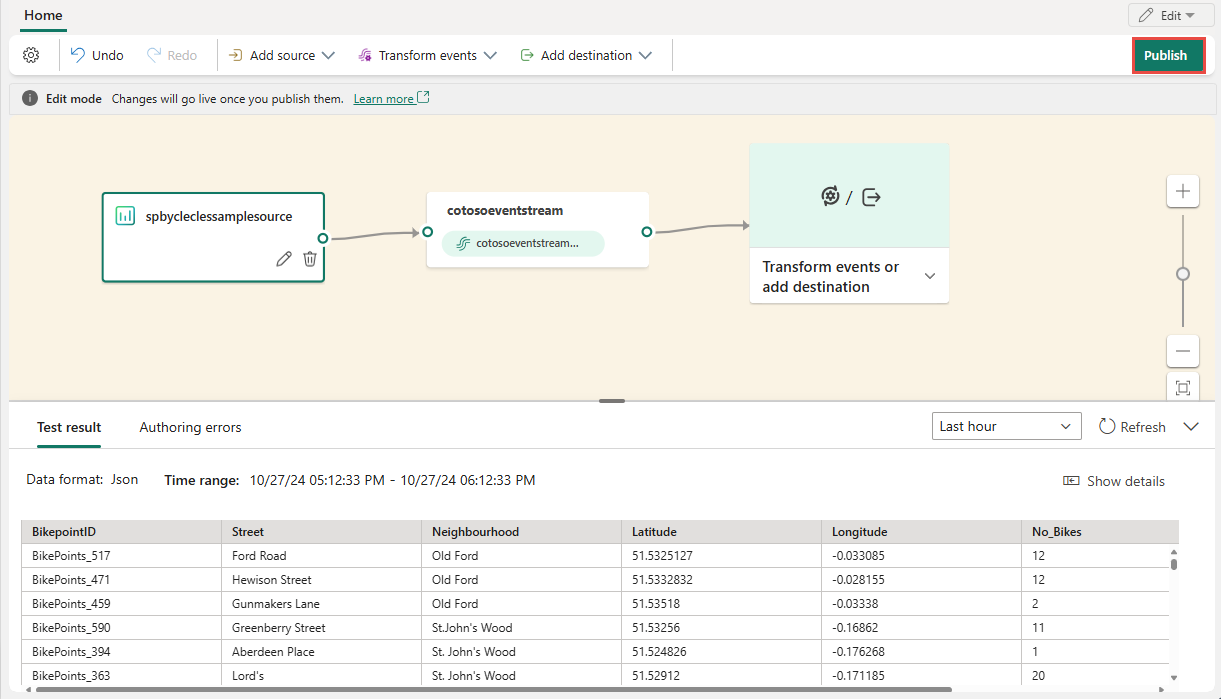 Home
Edit
Undo Redo Add source Transform events Add destination Publish
Edit mode Changes will go live once you publish them. Learn more
spbycleclessamplesource
cotosoeventstream
cotosoeventstream...
/
Transform events or
add destination
Test result Authoring errors Last hour Refresh
Data format: Json Time range: 10/27/24 05:12:33 PM - 10/27/24 06:12:33 PM Show details
BikepointID Street Neighbourhood Latitude Longitude No_Bikes
BikePoints_517 Ford Road Old Ford 51.5325127 -0.033085 12
BikePoints_471 Hewison Street Old Ford 51.5332832 -0.028155 12
BikePoints_459 Gunmakers Lane Old Ford 51.53518 -0.03338 2
BikePoints_590 Greenberry Street St.John's Wood 51.53256 -0.16862 11
BikePoints_394 Aberdeen Place St. John's Wood 51.524826 -0.176268 1
BikePoints_363 Lord's St. John's Wood 51.52912 -0.171185 20